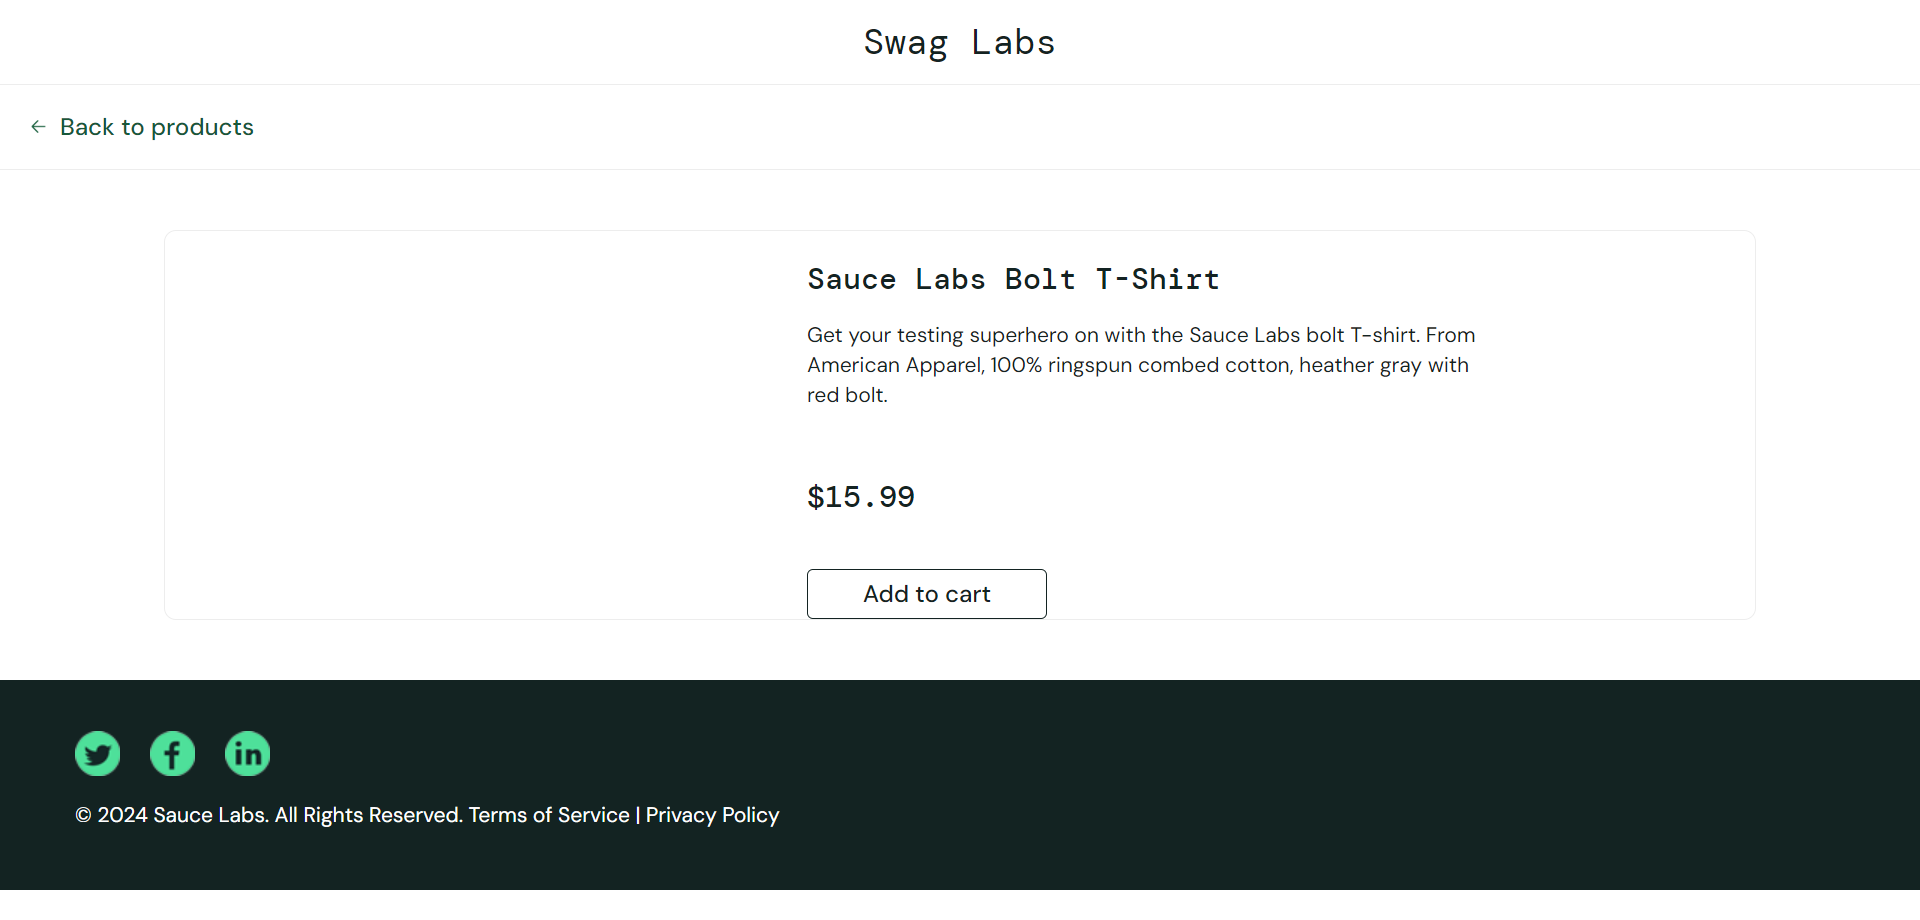 Swag Labs
Back to products
Sauce Labs Bolt T-Shirt
Get your testing superhero on with the Sauce Labs bolt T-shirt. From
American Apparel, 100% ringspun combed cotton, heather gray with
red bolt.
$15.99
Add to cart
© 2024 Sauce Labs. All Rights Reserved. Terms of Service | Privacy Policy